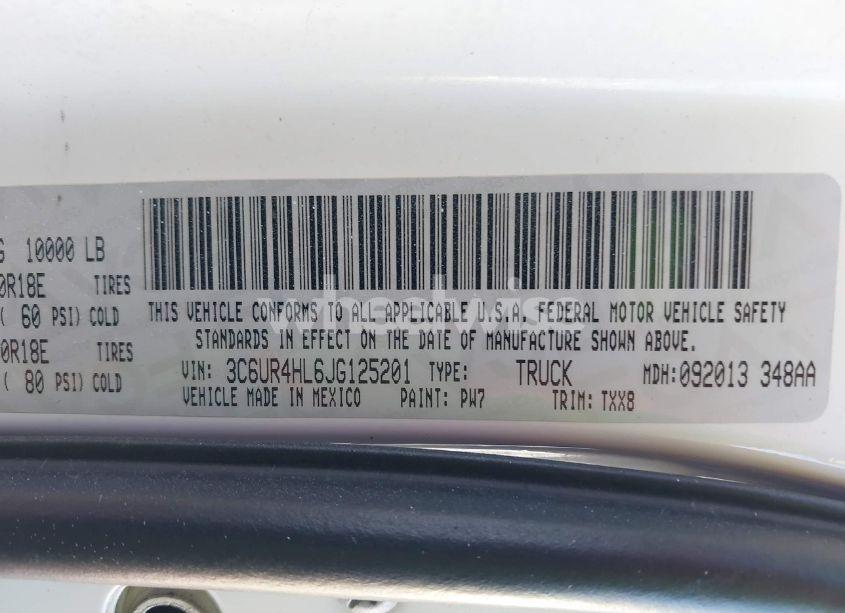 G 10000 LB
0R18E TIRES
( 60 PSI) COLD
0R18E TIRES
( 80 PSI) COLD
THIS VEHICLE CONFORMS TO ALL APPLICABLE U.S.A. FEDERAL MOTOR VEHICLE SAFETY
STANDARDS IN EFFECT ON THE DATE OF MANUFACTURE SHOWN ABOVE.
VIN: 3C6UR4HL6JG125201 TYPE: TRUCK MDH:092013 348AA
VEHICLE MADE IN MEXICO PAINT: PW7 TRIM: TXX8
wheelwise